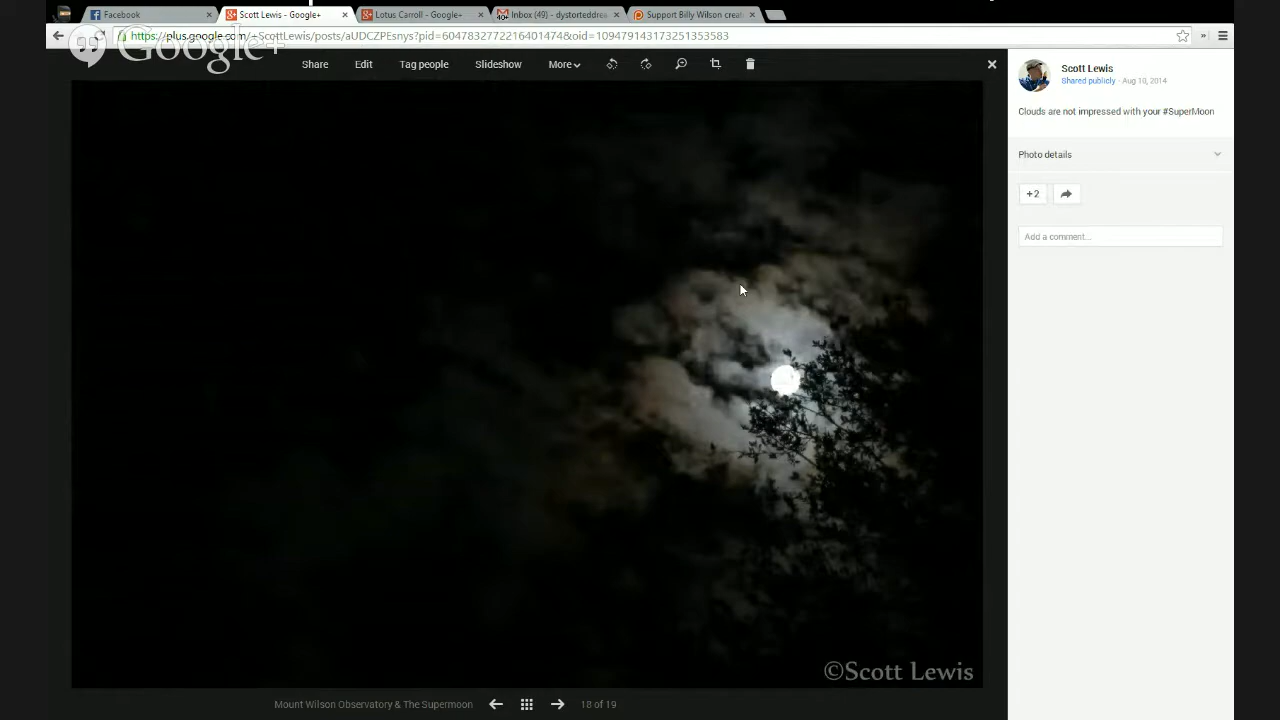 Facebook
Scott Lewis - Google+
Lotus Carroll - Google+
Inbox (49) - dystorteddrea
Support Billy Wilson creati
https://plus.google.com/+ScottLewis/posts/aUDCZPEsnys?pid=6047832772216401474&oid=109479143173251353583
Google+
Share Edit Tag people Slideshow More
Scott Lewis
Shared publicly - Aug 10, 2014
Clouds are not impressed with your #SuperMoon
Photo details
+2
Add a comment...
©Scott Lewis
Mount Wilson Observatory & The Supermoon
18 of 19